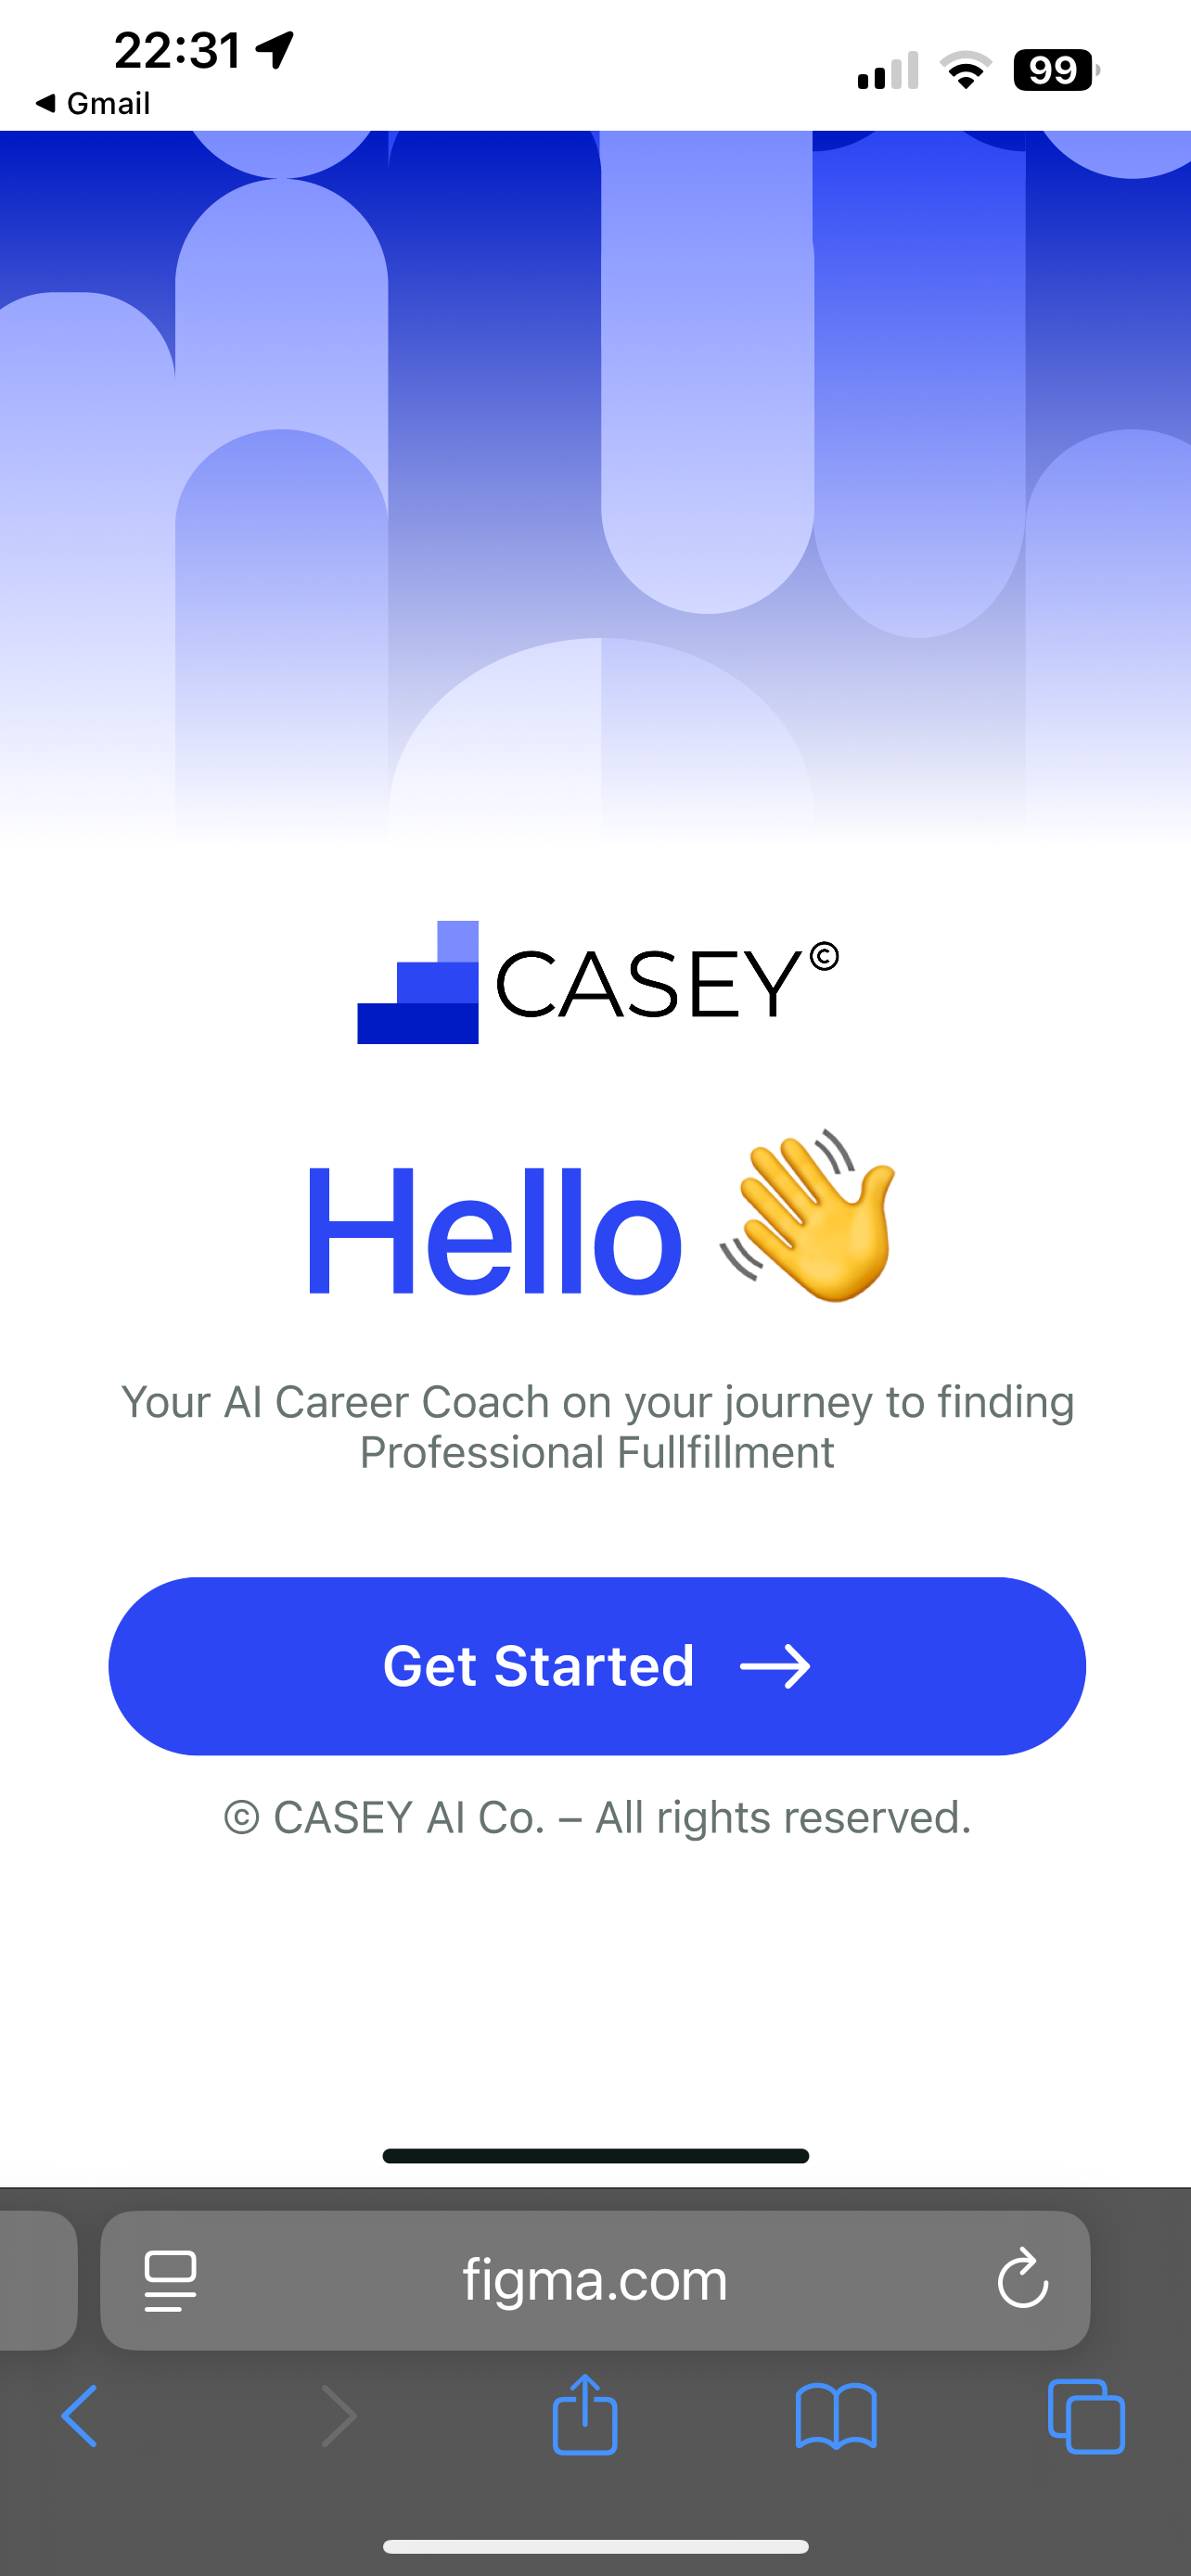 22:31
Gmail
99
CASEY©
Hello 👋
Your AI Career Coach on your journey to finding
Professional Fullfillment
Get Started →
© CASEY AI Co. – All rights reserved.
figma.com